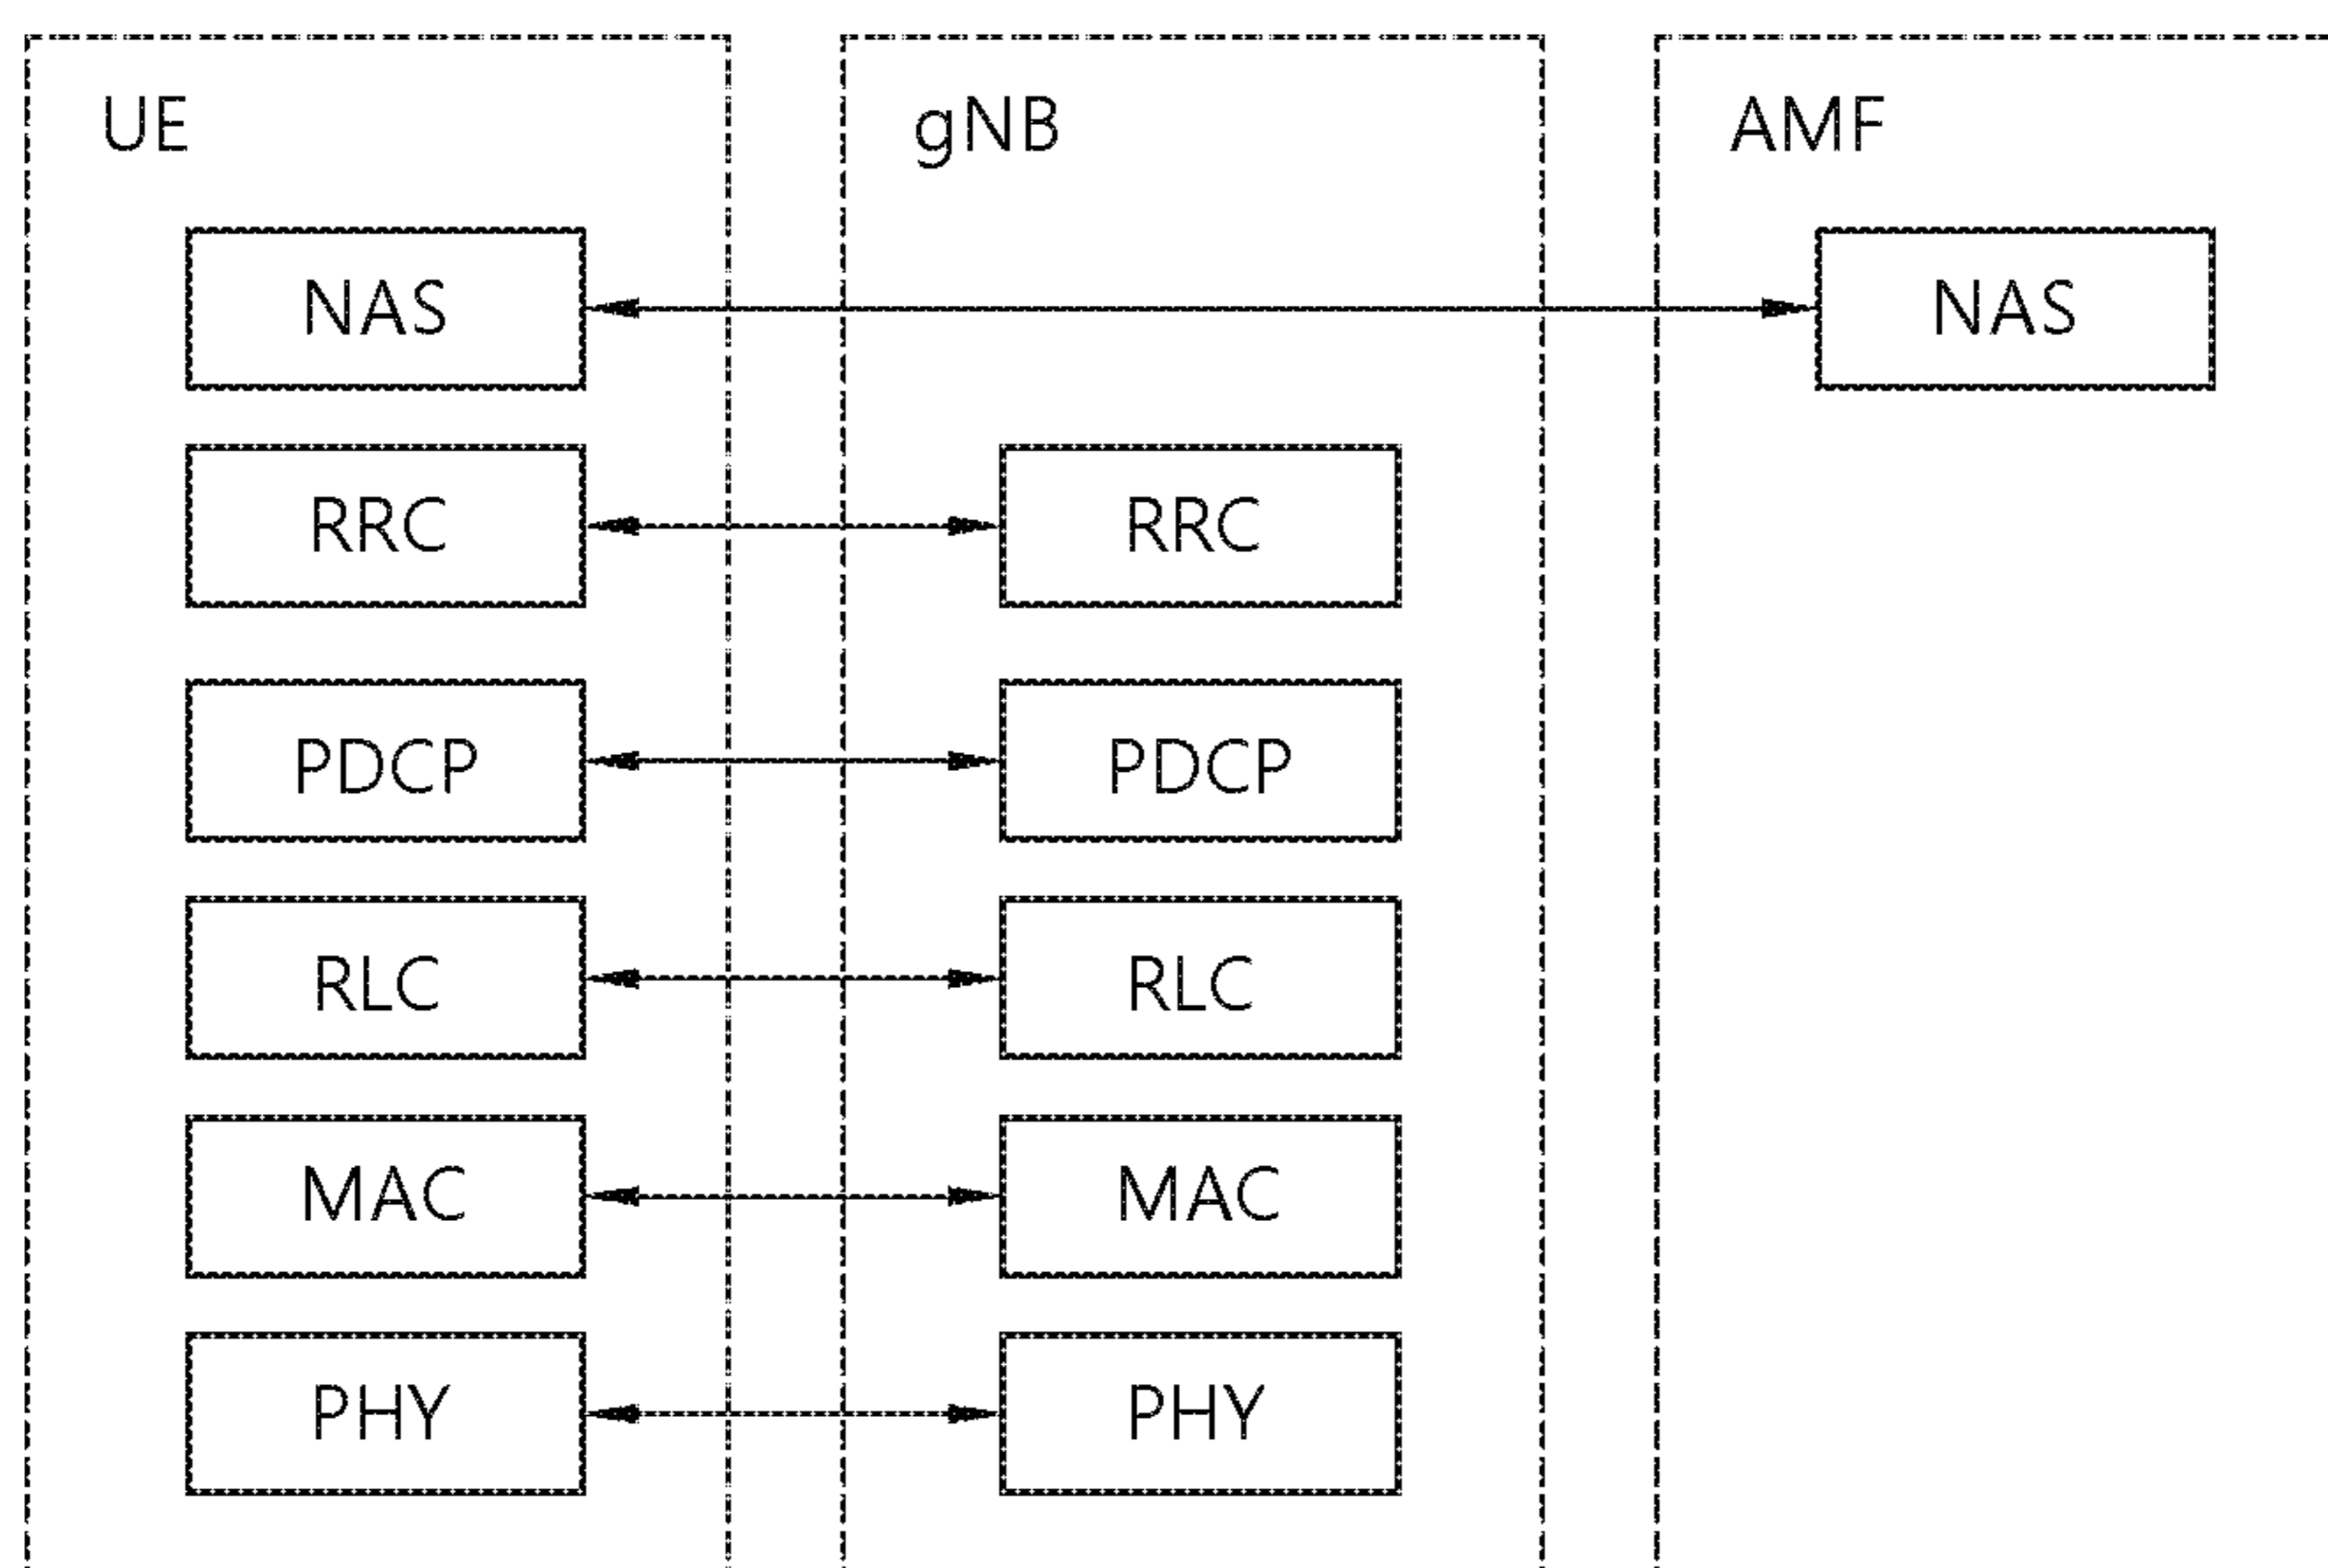 UE
gNB
AMF
NAS
NAS
RRC
RRC
PDCP
PDCP
RLC
RLC
MAC
MAC
PHY
PHY